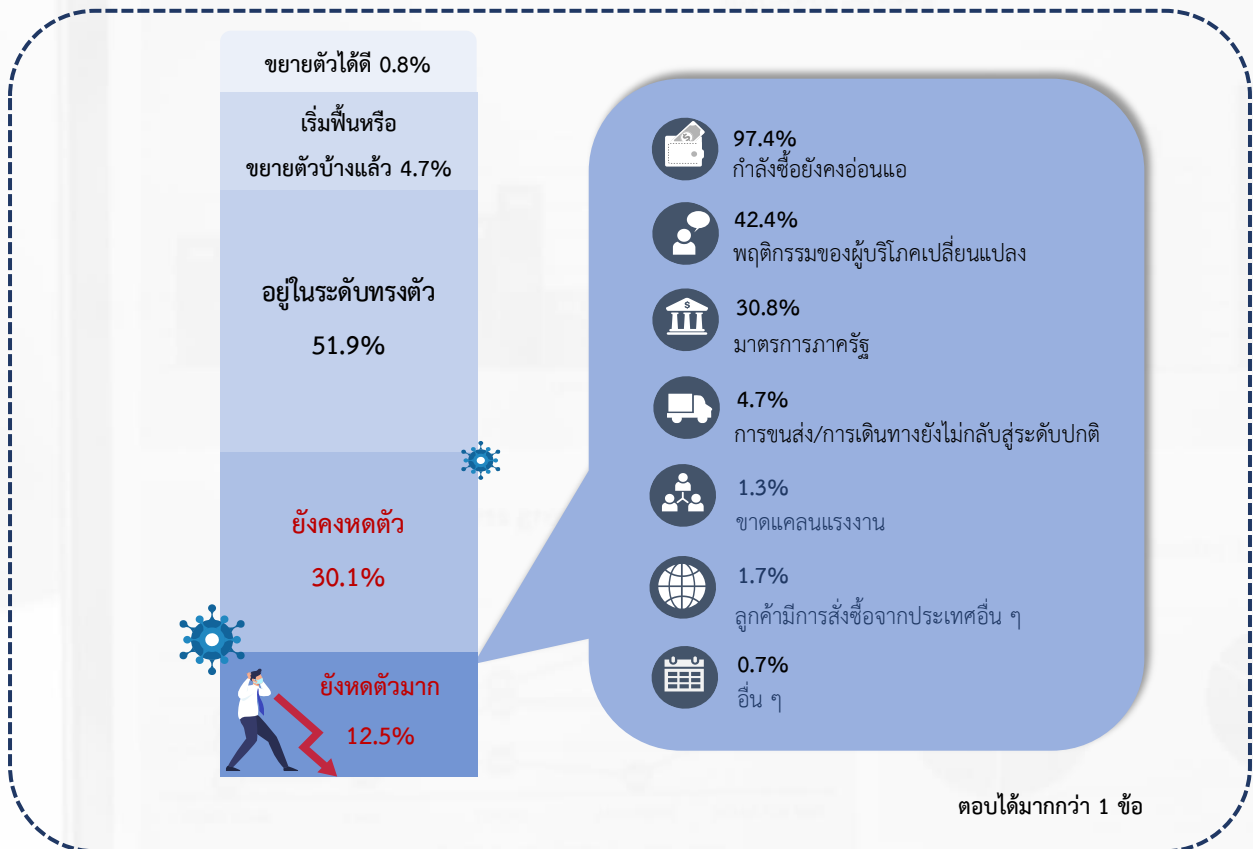 ขยายตัวได้ดี 0.8%
เริ่มฟื้นหรือ
ขยายตัวบ้างแล้ว 4.7%
อยู่ในระดับทรงตัว
51.9%
ยังคงหดตัว
30.1%
ยังหดตัวมาก
12.5%
97.4%
กำลังซื้อยังคงอ่อนแอ
42.4%
พฤติกรรมของผู้บริโภคเปลี่ยนแปลง
30.8%
มาตรการภาครัฐ
4.7%
การขนส่ง/การเดินทางยังไม่กลับสู่ระดับปกติ
1.3%
ขาดแคลนแรงงาน
1.7%
ลูกค้ามีการสั่งซื้อจากประเทศอื่น ๆ
0.7%
อื่น ๆ
ตอบได้มากกว่า 1 ข้อ